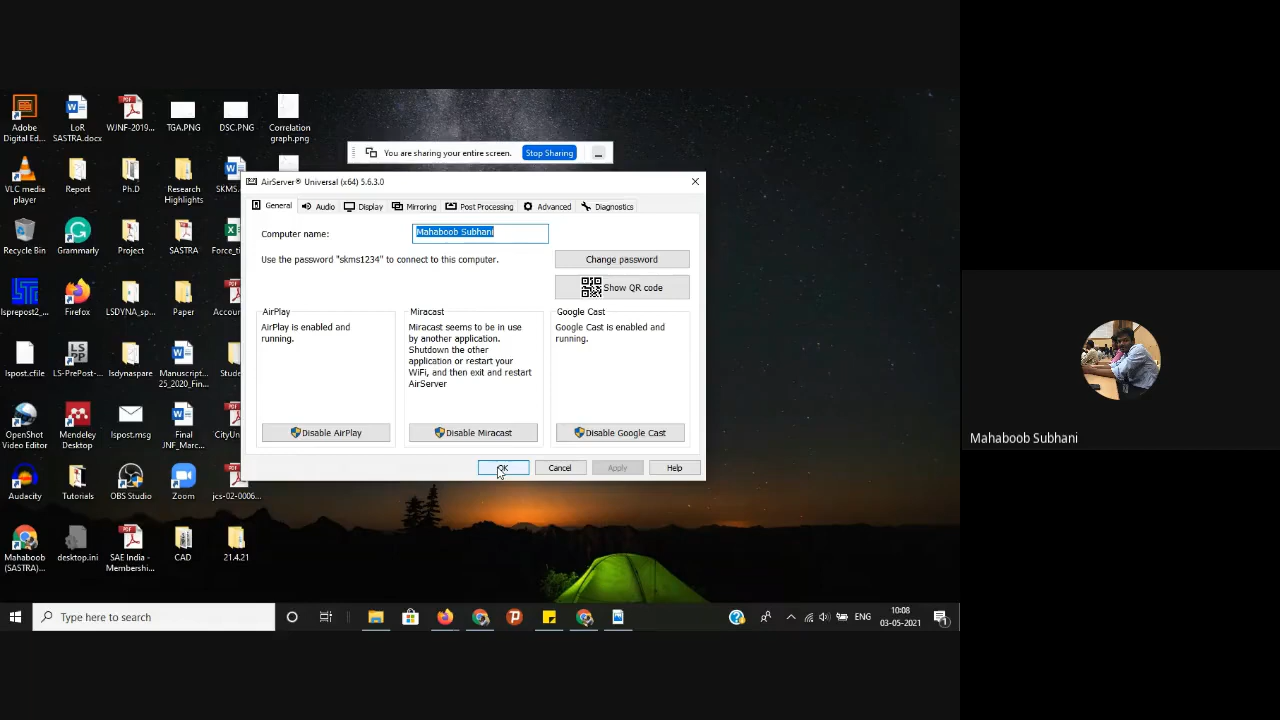 Adobe
Digital Ed...
LoR
SASTRA.docx
WJNF-2019...
TGA.PNG
DSC.PNG
Correlation
graph.png
You are sharing your entire screen.
Stop Sharing
VLC media
player
Report
Ph.D
Research
Highlights
SKMS
AirServer® Universal (x64) 5.6.3.0
General
Audio
Display
Mirroring
Post Processing
Advanced
Diagnostics
Recycle Bin
Grammarly
Project
SASTRA
Force_ti
Computer name:
Mahaboob Subhani
Use the password "skms1234" to connect to this computer.
Change password
Show QR code
lsprepost2_...
Firefox
LSDYNA_sp...
Paper
Accou
AirPlay
AirPlay is enabled and
running.
Miracast
Miracast seems to be in use
by another application.
Shutdown the other
application or restart your
WiFi, and then exit and restart
AirServer
Google Cast
Google Cast is enabled and
running.
lspost.cfile
LS-PrePost-...
lsdynaspare
Manuscript...
25_2020_Fin...
Stude
Disable AirPlay
Disable Miracast
Disable Google Cast
OpenShot
Video Editor
Mendeley
Desktop
lspost.msg
Final
JNF_Marc...
CityUn
OK
Cancel
Apply
Help
Audacity
Tutorials
OBS Studio
Zoom
jcs-02-0006...
Mahaboob
(SASTRA)...
desktop.ini
SAE India -
Membershi...
CAD
21.4.21
Type here to search
ENG
10:08
03-05-2021
1
Mahaboob Subhani